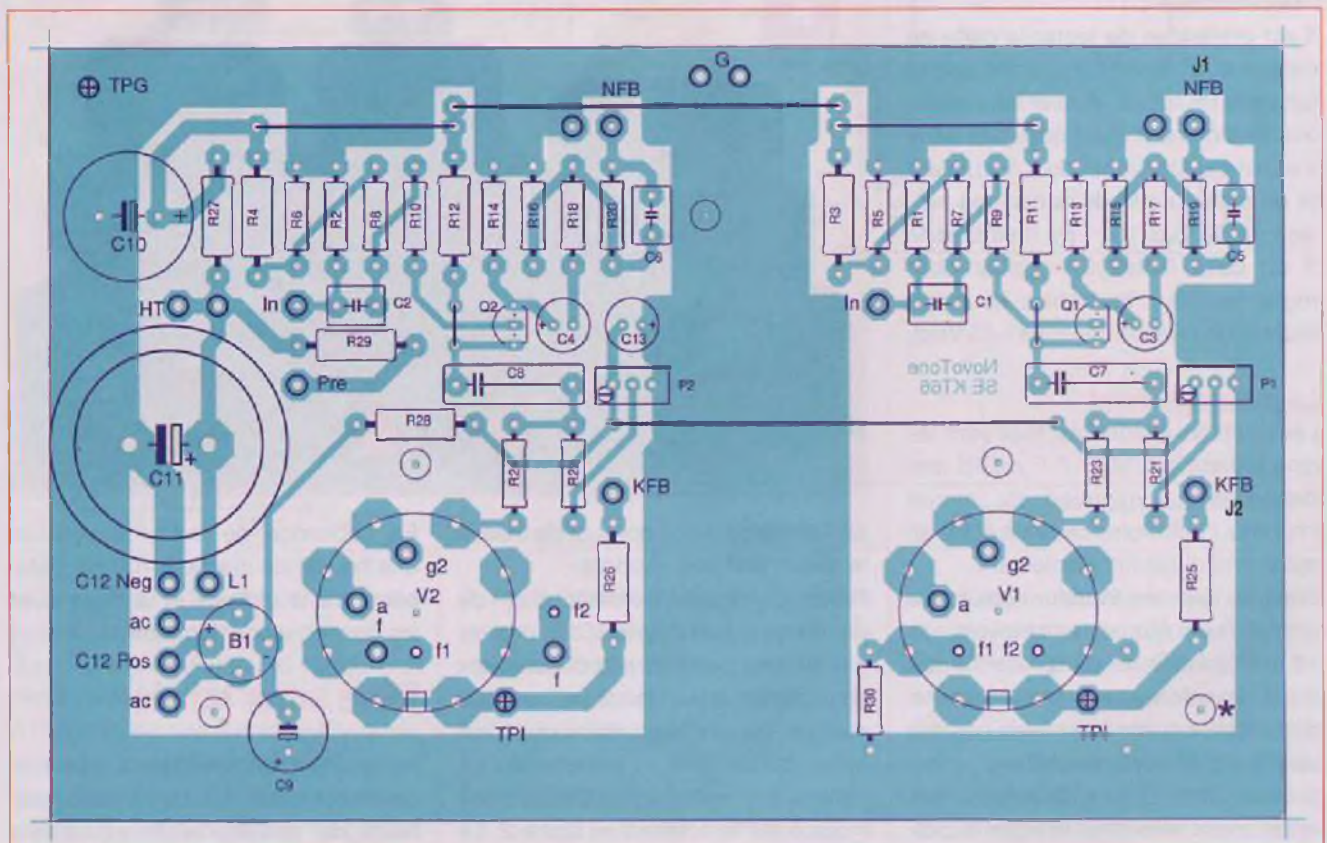 TPG
G
J1
NFB
NFB
R27
R4
R6
R2
R8
R10
R12
R14
R16
R18
R20
R3
R5
R1
R7
R9
R11
R13
R15
R17
R19
+
C10
C6
C5
HT
In
C2
Q2
+
C4
C13
+
In
C1
Q1
+
C3
R29
Pre
C8
P2
NovoTone
SE KT66
C7
P1
R28
C11
+
R24
KFB
R23
R21
KFB
J2
g2
g2
R26
R25
C12 Neg
L1
V2
V1
a
f
f2
a
ac
+
B1
-
C12 Pos
f1
f
f1
f2
ac
R30
TPI
TPI
*
C9
+